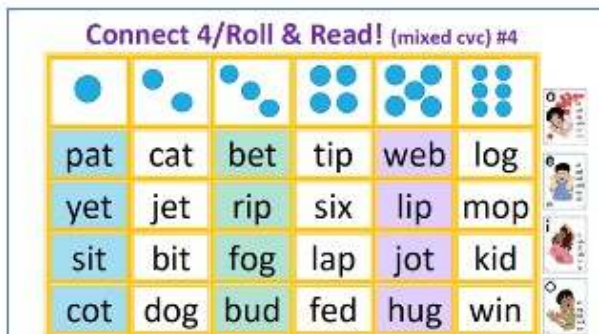 Connect 4/Roll & Read! (mixed cvc) #4
pat cat bet tip web log
yet jet rip six lip mop
sit bit fog lap jot kid
cot dog bud fed hug win
e
i
o